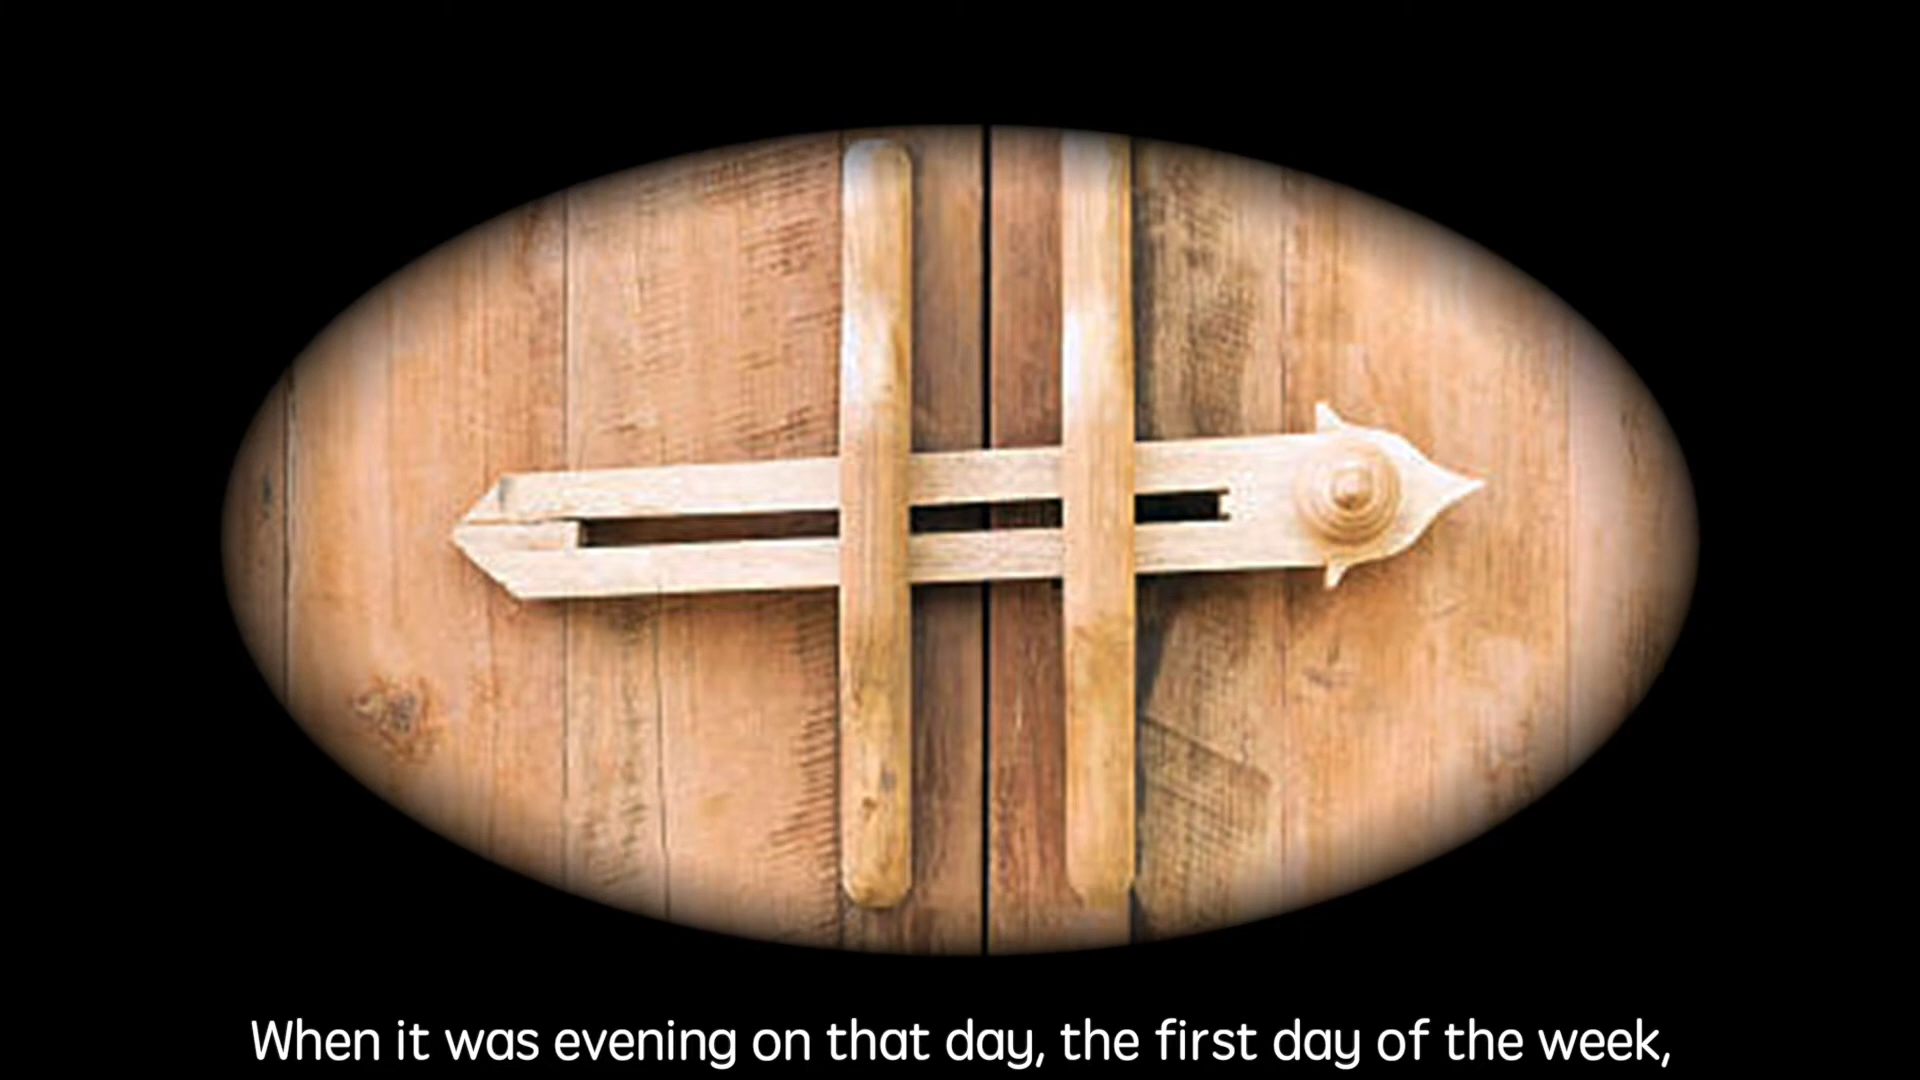 When it was evening on that day, the first day of the week,